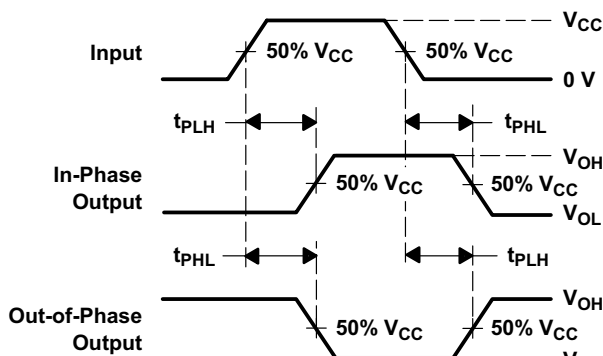 VCC
Input 50% VCC 50% VCC
0 V
tPLH tPHL
VOH
In-Phase Output 50% VCC 50% VCC
VOL
tPHL tPLH
VOH
Out-of-Phase Output 50% VCC 50% VCC